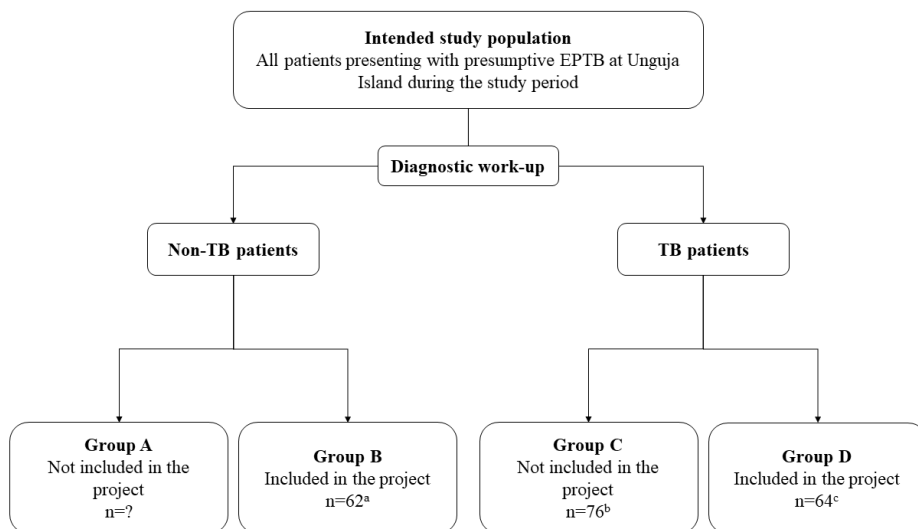 Intended study population
All patients presenting with presumptive EPTB at Unguja
Island during the study period
Diagnostic work-up
Non-TB patients
TB patients
Group A
Not included in the
project
n=?
Group B
Included in the project
n=62ᵃ
Group C
Not included in the
project
n=76ᵇ
Group D
Included in the project
n=64ᶜ